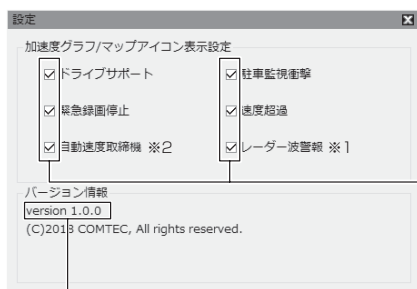 設定
加速度グラフ/マップアイコン表示設定
ドライブサポート 駐車監視衝撃
緊急録画停止 速度超過
自動速度取締機 ※2 レーダー波警報 ※1
バージョン情報
version 1.0.0
(C)2018 COMTEC, All rights reserved.